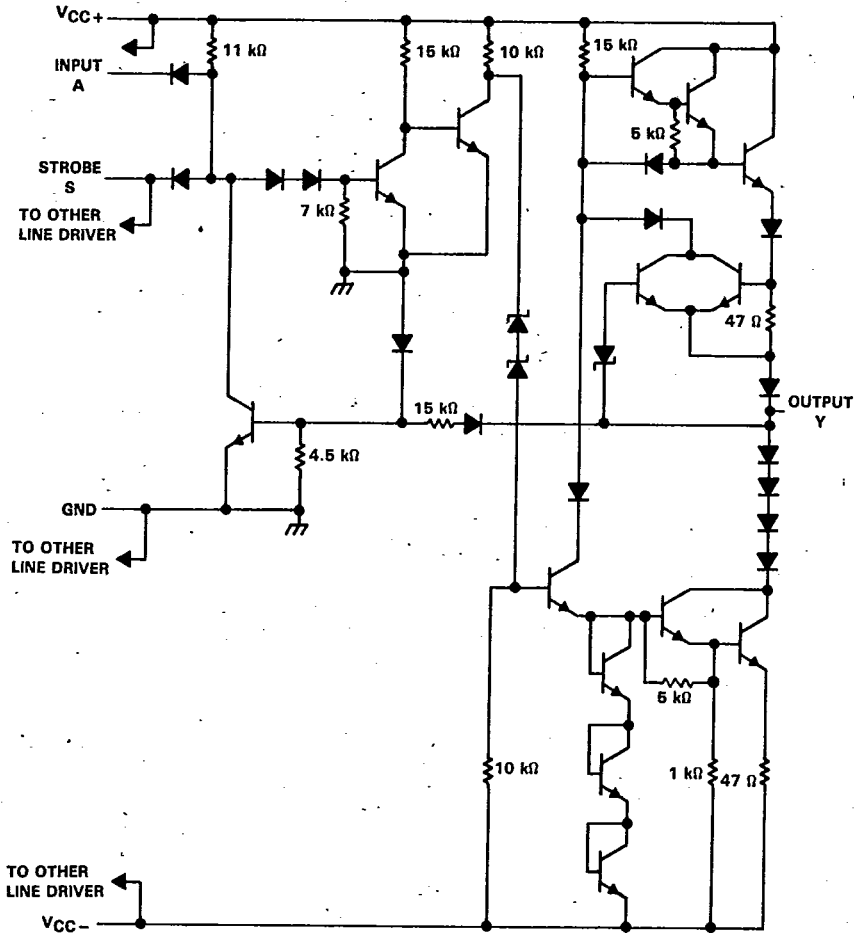 VCC+
11 kΩ
15 kΩ
10 kΩ
15 kΩ
INPUT
A
5 kΩ
STROBE
S
7 kΩ
TO OTHER
LINE DRIVER
47 Ω
15 kΩ
OUTPUT
Y
4.5 kΩ
GND
TO OTHER
LINE DRIVER
5 kΩ
10 kΩ
1 kΩ
47 Ω
TO OTHER
LINE DRIVER
VCC−